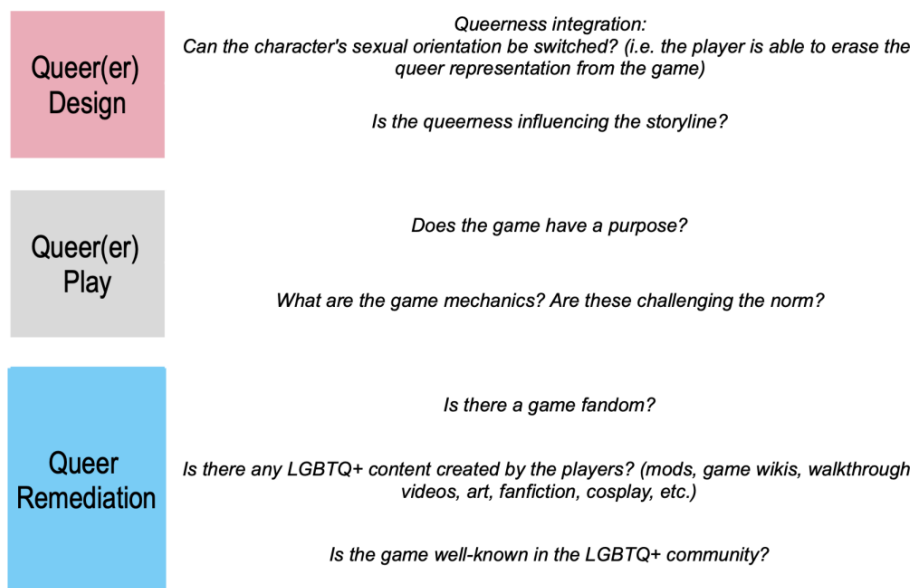 Queer(er)
Design
Queerness integration:
Can the character's sexual orientation be switched? (i.e. the player is able to erase the
queer representation from the game)
Is the queerness influencing the storyline?
Queer(er)
Play
Does the game have a purpose?
What are the game mechanics? Are these challenging the norm?
Queer
Remediation
Is there a game fandom?
Is there any LGBTQ+ content created by the players? (mods, game wikis, walkthrough
videos, art, fanfiction, cosplay, etc.)
Is the game well-known in the LGBTQ+ community?